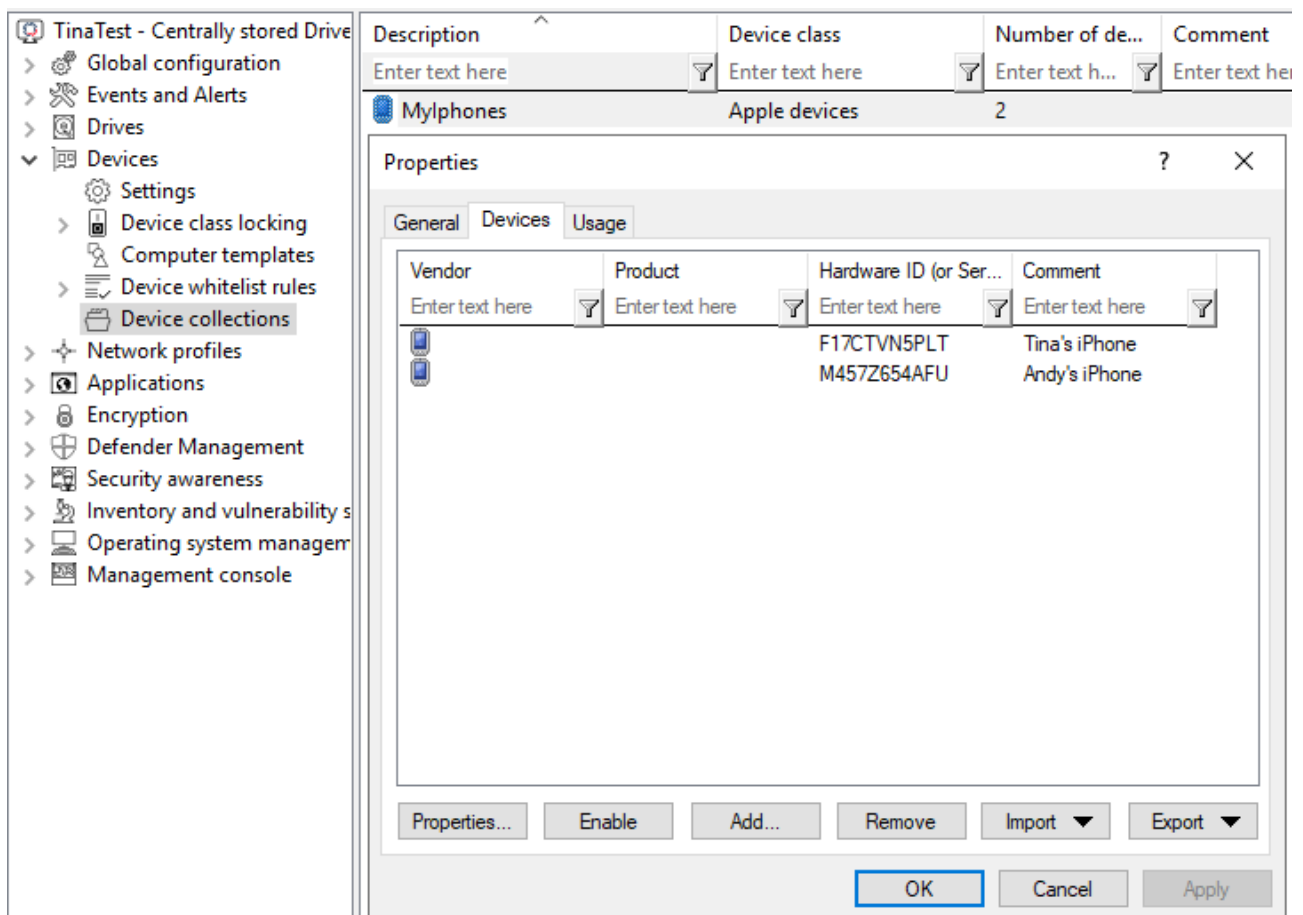 TinaTest - Centrally stored Drive
Global configuration
Events and Alerts
Drives
Devices
Settings
Device class locking
Computer templates
Device whitelist rules
Device collections
Network profiles
Applications
Encryption
Defender Management
Security awareness
Inventory and vulnerability s
Operating system managem
Management console
Description Device class Number of de... Comment
Enter text here Enter text here Enter text h... Enter text her
MyIphones Apple devices 2
Properties ?
General Devices Usage
Vendor Product Hardware ID (or Ser... Comment
Enter text here Enter text here Enter text here Enter text here
F17CTVN5PLT Tina's iPhone
M457Z654AFU Andy's iPhone
Properties... Enable Add... Remove Import Export
OK Cancel Apply